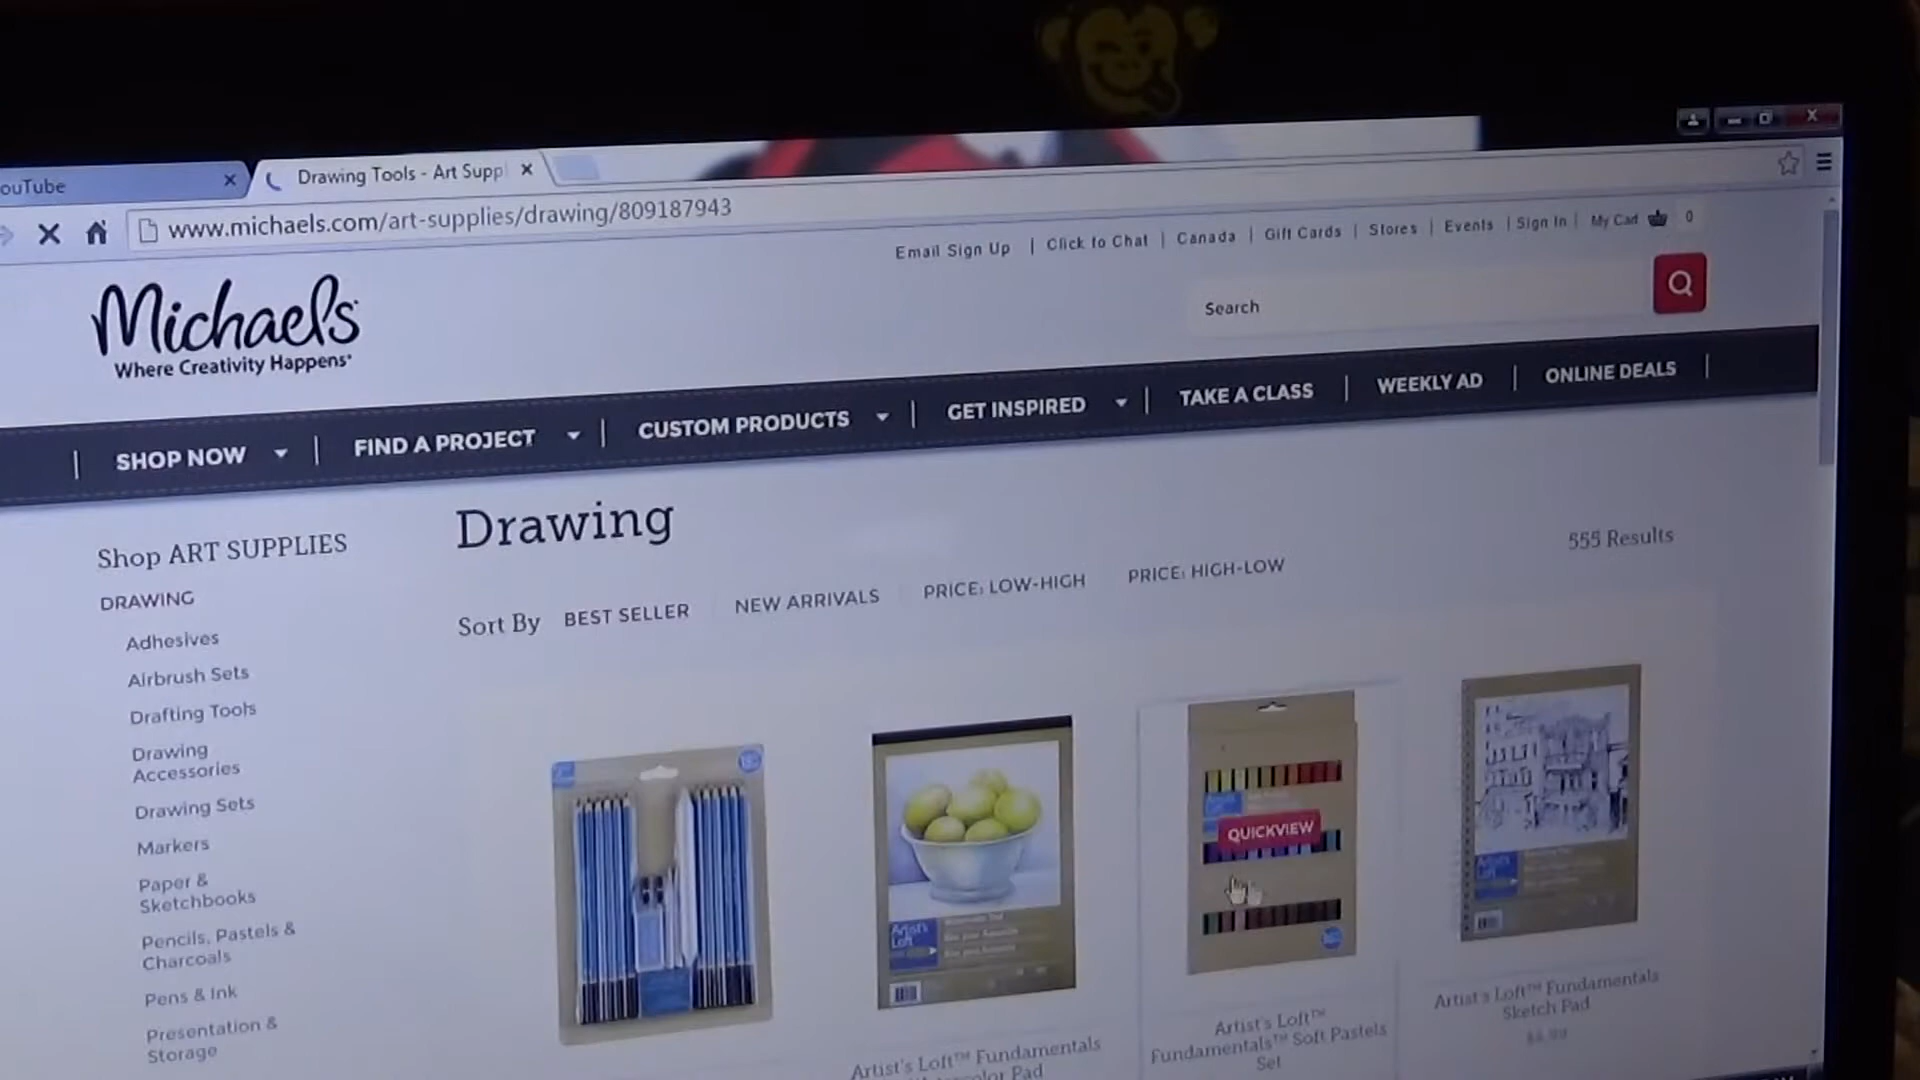 ouTube
Drawing Tools - Art Suppl
www.michaels.com/art-supplies/drawing/809187943
Email Sign Up | Click to Chat | Canada | Gift Cards | Stores | Events | Sign In | My Cart 0
Michaels
Where Creativity Happens
Search
SHOP NOW | FIND A PROJECT | CUSTOM PRODUCTS | GET INSPIRED | TAKE A CLASS | WEEKLY AD | ONLINE DEALS |
Shop ART SUPPLIES
DRAWING
Adhesives
Airbrush Sets
Drafting Tools
Drawing
Accessories
Drawing Sets
Markers
Paper &
Sketchbooks
Pencils, Pastels &
Charcoals
Pens & Ink
Presentation &
Storage
Drawing
555 Results
Sort By BEST SELLER NEW ARRIVALS PRICE: LOW-HIGH PRICE: HIGH-LOW
Artist's
Loft
QUICKVIEW
Artist's Loft™ Fundamentals
Pad
Artist's Loft™
Fundamentals™ Soft Pastels
Set
Artist's Loft™ Fundamentals
Sketch Pad